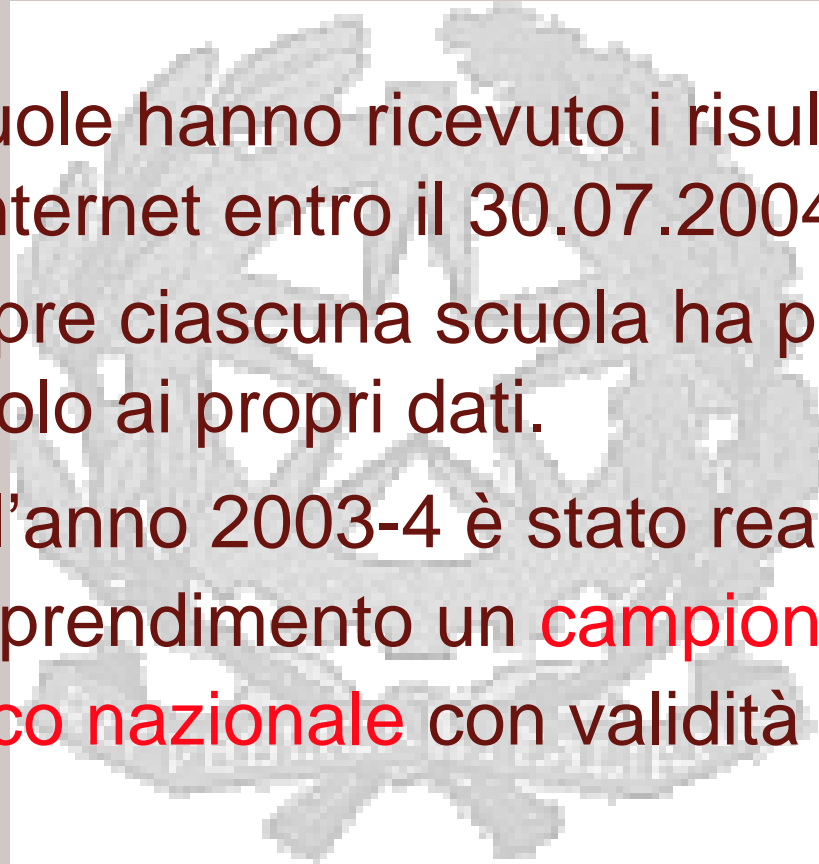 uole hanno ricevuto i risul
nternet entro il 30.07.2004
pre ciascuna scuola ha p
olo ai propri dati.
l’anno 2003-4 è stato rea
prendimento un campion
co nazionale con validità